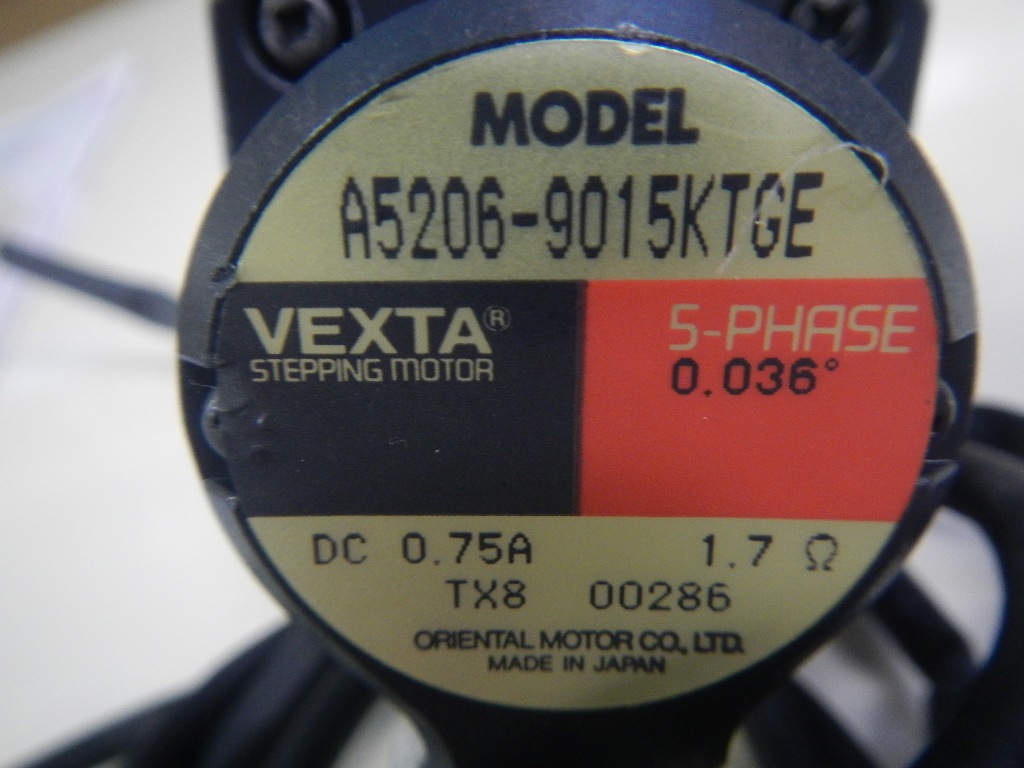 MODEL
A5206-9015KTGE
VEXTA®
STEPPING MOTOR
5-PHASE
0.036°
DC 0.75A 1.7 Ω
TX8 00286
ORIENTAL MOTOR CO., LTD.
MADE IN JAPAN